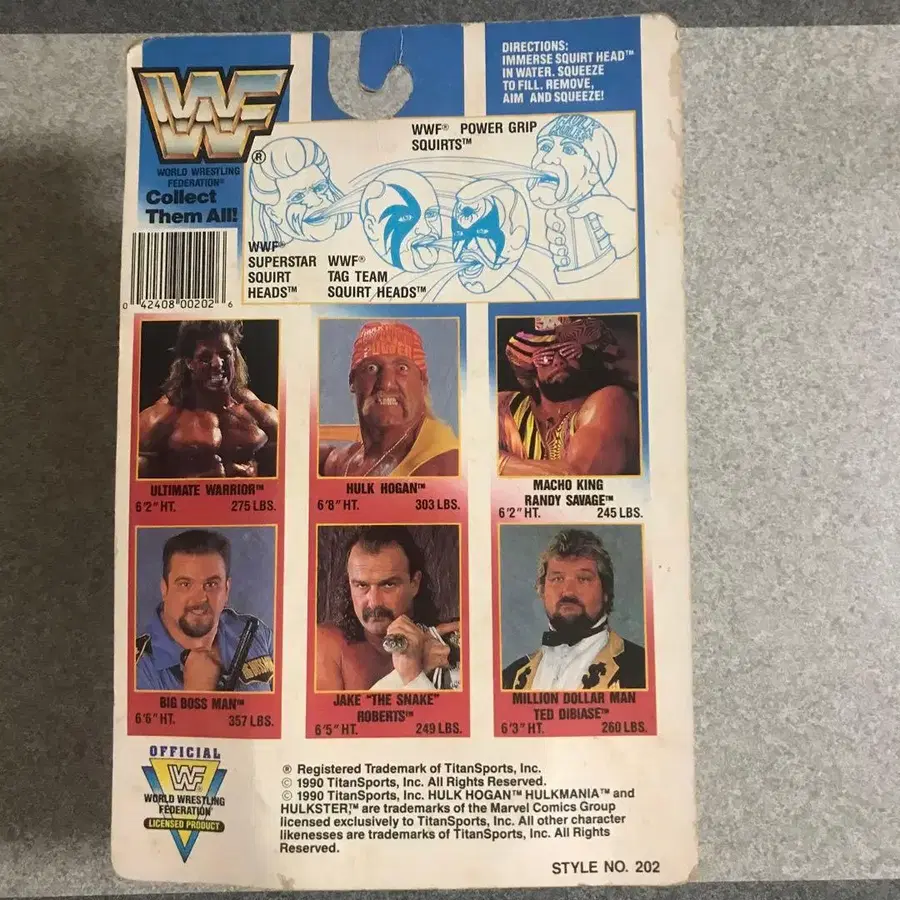 WWF
®
WORLD WRESTLING
FEDERATION®
Collect
Them All!
0 42408 00202 6
DIRECTIONS:
IMMERSE SQUIRT HEAD™
IN WATER. SQUEEZE
TO FILL. REMOVE,
AIM AND SQUEEZE!
WWF® POWER GRIP
SQUIRTS™
HULK
RULES
WWF®
SUPERSTAR
SQUIRT
HEADS™
WWF®
TAG TEAM
SQUIRT HEADS™
ULTIMATE WARRIOR™
6'2" HT. 275 LBS.
HULK HOGAN™
6'8" HT. 303 LBS.
MACHO KING
RANDY SAVAGE™
6'2" HT. 245 LBS.
BIG BOSS MAN™
6'6" HT. 357 LBS.
JAKE "THE SNAKE"
ROBERTS™
6'5" HT. 249 LBS.
MILLION DOLLAR MAN
TED DIBIASE™
6'3" HT. 260 LBS.
OFFICIAL
WF
WORLD WRESTLING
FEDERATION®
LICENSED PRODUCT
® Registered Trademark of TitanSports, Inc.
© 1990 TitanSports, Inc. All Rights Reserved.
© 1990 TitanSports, Inc. HULK HOGAN™ HULKMANIA™ and
HULKSTER™ are trademarks of the Marvel Comics Group
licensed exclusively to TitanSports, Inc. All other character
likenesses are trademarks of TitanSports, Inc. All Rights
Reserved.
STYLE NO. 202